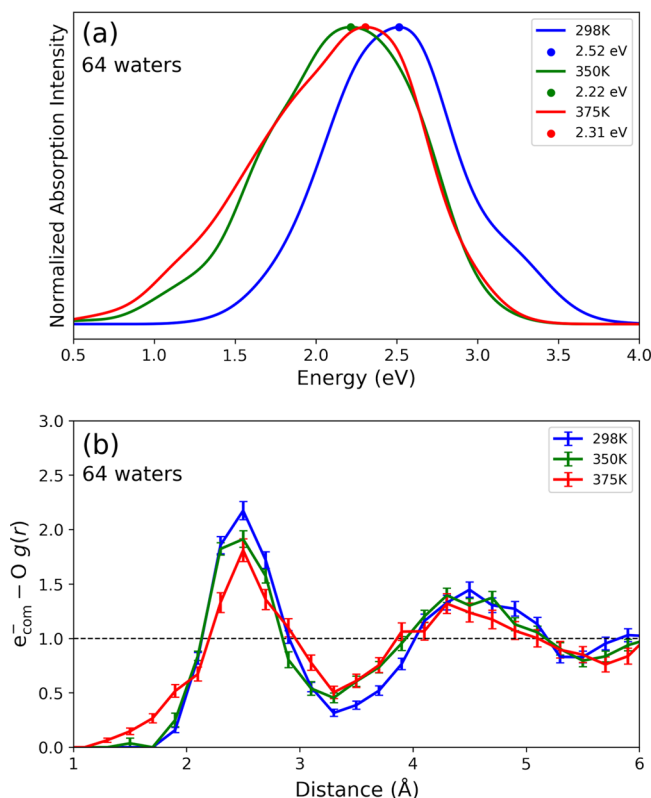 (a)
64 waters
298K
2.52 eV
350K
2.22 eV
375K
2.31 eV
Normalized Absorption Intensity
0.5 1.0 1.5 2.0 2.5 3.0 3.5 4.0
Energy (eV)
(b)
64 waters
298K
350K
375K
3.0
2.5
2.0
1.5
1.0
0.5
0.0
e⁻com − O g(r)
1 2 3 4 5 6
Distance (Å)